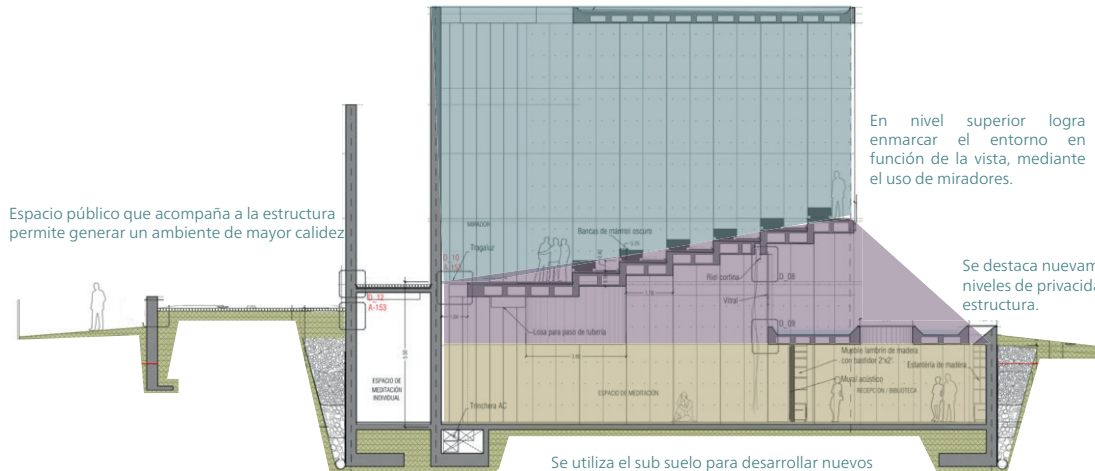 En nivel superior logra
enmarcar el entorno en
función de la vista, mediante
el uso de miradores.
Espacio público que acompaña a la estructura
permite generar un ambiente de mayor calidez
MIRADOR
Tragaluz
Bancas de mármol oscuro
D_10
A-153
D_12
A-153
Riel cortina
D_08
Vitral
D_09
Losa para paso de tubería
Se destaca nuevam
niveles de privacida
estructura.
Mueble lambrín de madera
con bastidor 2"x2"
Estantería de madera
Mural acústico
RECEPCIÓN / BIBLIOTECA
ESPACIO DE
MEDITACIÓN
INDIVIDUAL
ESPACIO DE MEDITACIÓN
Trinchera AC
Se utiliza el sub suelo para desarrollar nuevos